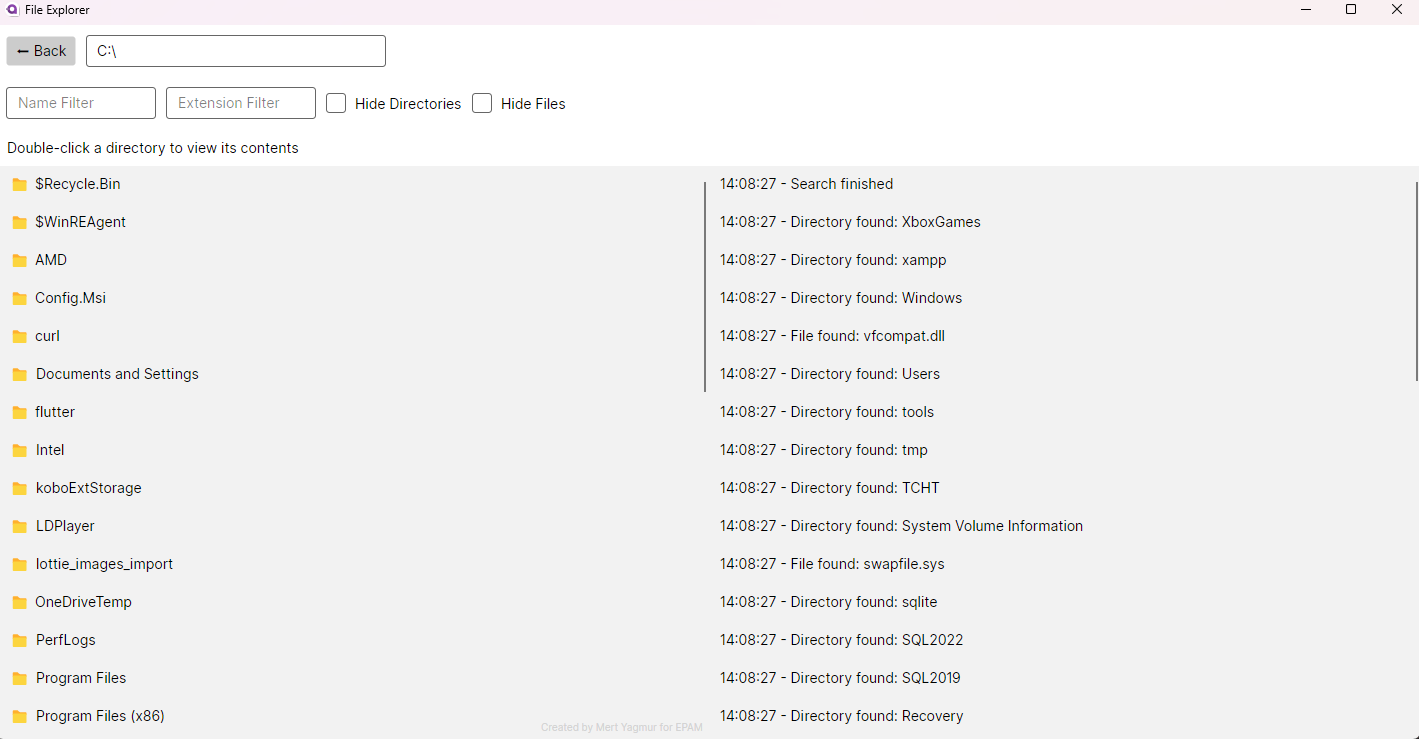 File Explorer
← Back
C:\
Name Filter
Extension Filter
Hide Directories
Hide Files
Double-click a directory to view its contents
$Recycle.Bin
$WinREAgent
AMD
Config.Msi
curl
Documents and Settings
flutter
Intel
koboExtStorage
LDPlayer
lottie_images_import
OneDriveTemp
PerfLogs
Program Files
Program Files (x86)
Created by Mert Yagmur for EPAM
14:08:27 - Search finished
14:08:27 - Directory found: XboxGames
14:08:27 - Directory found: xampp
14:08:27 - Directory found: Windows
14:08:27 - File found: vfcompat.dll
14:08:27 - Directory found: Users
14:08:27 - Directory found: tools
14:08:27 - Directory found: tmp
14:08:27 - Directory found: TCHT
14:08:27 - Directory found: System Volume Information
14:08:27 - File found: swapfile.sys
14:08:27 - Directory found: sqlite
14:08:27 - Directory found: SQL2022
14:08:27 - Directory found: SQL2019
14:08:27 - Directory found: Recovery